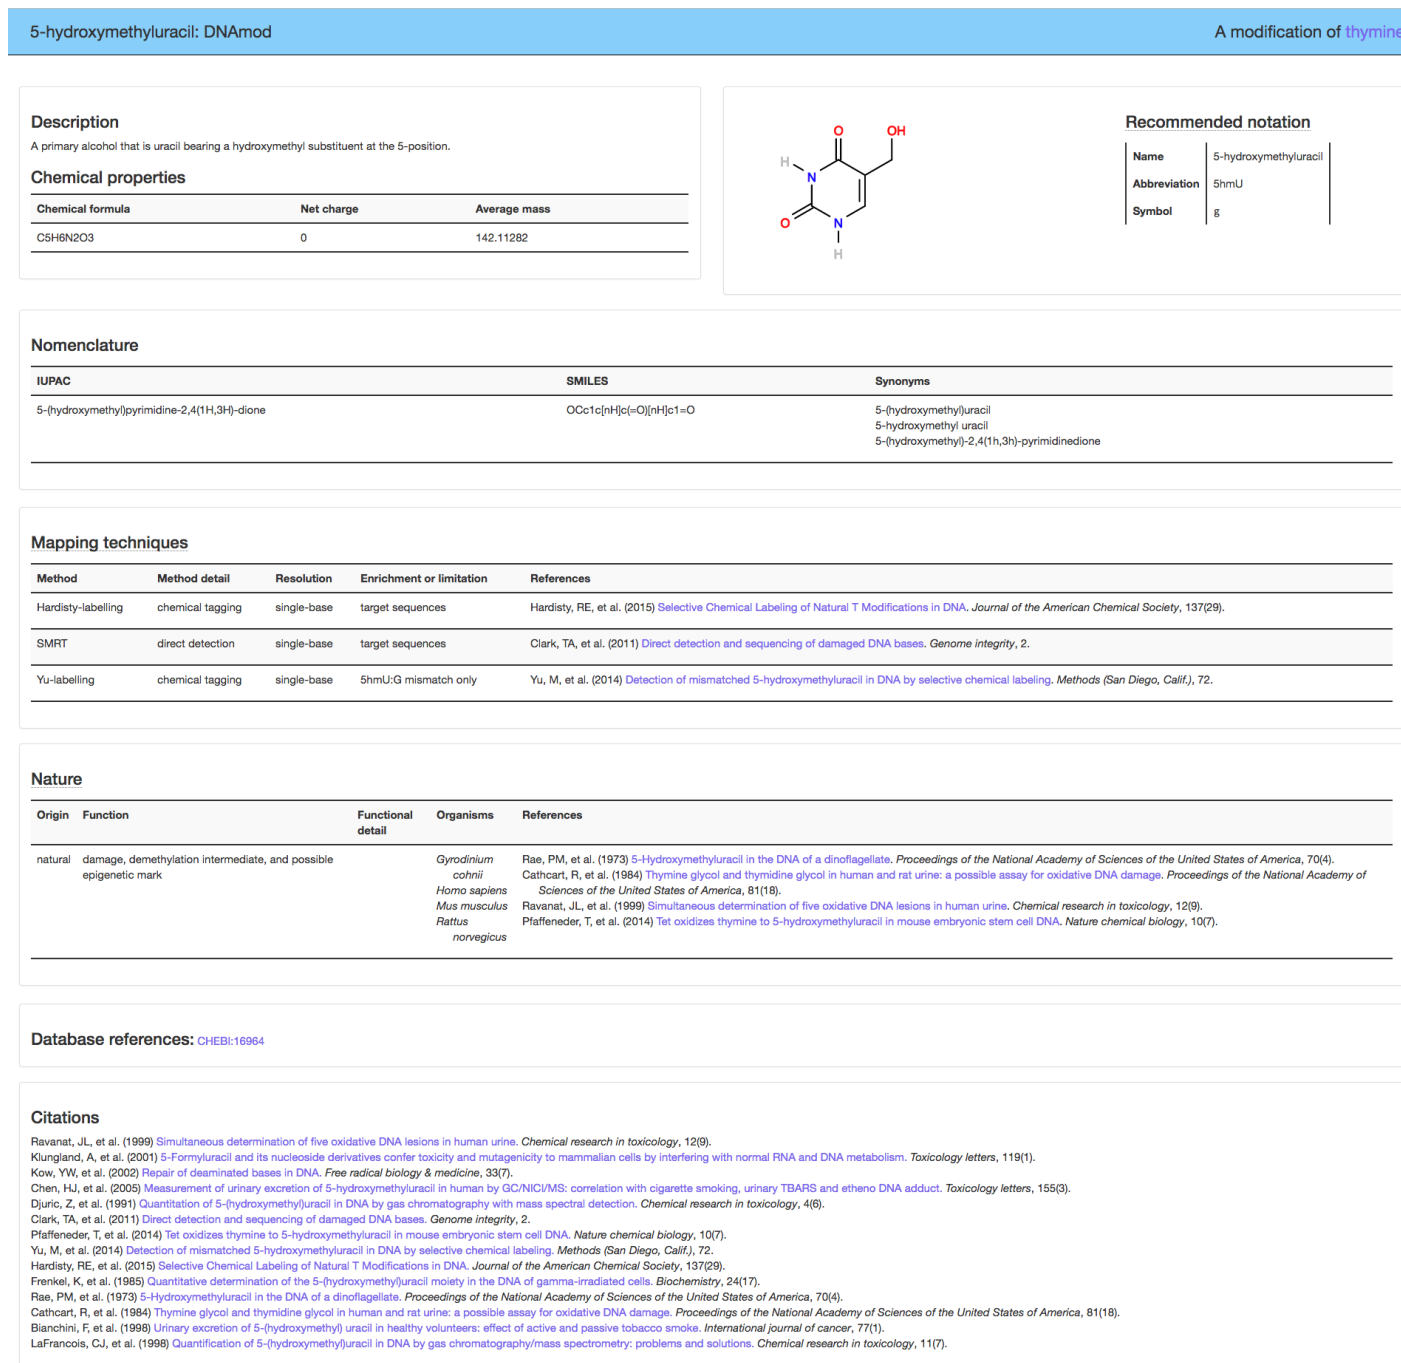 5-hydroxymethyluracil: DNAmod
A modification of thymine
Description
A primary alcohol that is uracil bearing a hydroxymethyl substituent at the 5-position.
Chemical properties
Chemical formula Net charge Average mass
C5H6N2O3 0 142.11282
O OH
H
N
O N
H
Recommended notation
Name 5-hydroxymethyluracil
Abbreviation 5hmU
Symbol g
Nomenclature
IUPAC SMILES Synonyms
5-(hydroxymethyl)pyrimidine-2,4(1H,3H)-dione OCc1c[nH]c(=O)[nH]c1=O 5-(hydroxymethyl)uracil
5-hydroxymethyl uracil
5-(hydroxymethyl)-2,4(1h,3h)-pyrimidinedione
Mapping techniques
Method Method detail Resolution Enrichment or limitation References
Hardisty-labelling chemical tagging single-base target sequences Hardisty, RE, et al. (2015) Selective Chemical Labeling of Natural T Modifications in DNA. Journal of the American Chemical Society, 137(29).
SMRT direct detection single-base target sequences Clark, TA, et al. (2011) Direct detection and sequencing of damaged DNA bases. Genome integrity, 2.
Yu-labelling chemical tagging single-base 5hmU:G mismatch only Yu, M, et al. (2014) Detection of mismatched 5-hydroxymethyluracil in DNA by selective chemical labeling. Methods (San Diego, Calif.), 72.
Nature
Origin Function Functional detail Organisms References
natural damage, demethylation intermediate, and possible epigenetic mark
Gyrodinium cohnii
Homo sapiens
Mus musculus
Rattus norvegicus
Rae, PM, et al. (1973) 5-Hydroxymethyluracil in the DNA of a dinoflagellate. Proceedings of the National Academy of Sciences of the United States of America, 70(4).
Cathcart, R, et al. (1984) Thymine glycol and thymidine glycol in human and rat urine: a possible assay for oxidative DNA damage. Proceedings of the National Academy of
Sciences of the United States of America, 81(18).
Ravanat, JL, et al. (1999) Simultaneous determination of five oxidative DNA lesions in human urine. Chemical research in toxicology, 12(9).
Pfaffeneder, T, et al. (2014) Tet oxidizes thymine to 5-hydroxymethyluracil in mouse embryonic stem cell DNA. Nature chemical biology, 10(7).
Database references: CHEBI:16964
Citations
Ravanat, JL, et al. (1999) Simultaneous determination of five oxidative DNA lesions in human urine. Chemical research in toxicology, 12(9).
Klungland, A, et al. (2001) 5-Formyluracil and its nucleoside derivatives confer toxicity and mutagenicity to mammalian cells by interfering with normal RNA and DNA metabolism. Toxicology letters, 119(1).
Kow, YW, et al. (2002) Repair of deaminated bases in DNA. Free radical biology & medicine, 33(7).
Chen, HJ, et al. (2005) Measurement of urinary excretion of 5-hydroxymethyluracil in human by GC/NICI/MS: correlation with cigarette smoking, urinary TBARS and etheno DNA adduct. Toxicology letters, 155(3).
Djuric, Z, et al. (1991) Quantitation of 5-(hydroxymethyl)uracil in DNA by gas chromatography with mass spectral detection. Chemical research in toxicology, 4(6).
Clark, TA, et al. (2011) Direct detection and sequencing of damaged DNA bases. Genome integrity, 2.
Pfaffeneder, T, et al. (2014) Tet oxidizes thymine to 5-hydroxymethyluracil in mouse embryonic stem cell DNA. Nature chemical biology, 10(7).
Yu, M, et al. (2014) Detection of mismatched 5-hydroxymethyluracil in DNA by selective chemical labeling. Methods (San Diego, Calif.), 72.
Hardisty, RE, et al. (2015) Selective Chemical Labeling of Natural T Modifications in DNA. Journal of the American Chemical Society, 137(29).
Frenkel, K, et al. (1985) Quantitative determination of the 5-(hydroxymethyl)uracil moiety in the DNA of gamma-irradiated cells. Biochemistry, 24(17).
Rae, PM, et al. (1973) 5-Hydroxymethyluracil in the DNA of a dinoflagellate. Proceedings of the National Academy of Sciences of the United States of America, 70(4).
Cathcart, R, et al. (1984) Thymine glycol and thymidine glycol in human and rat urine: a possible assay for oxidative DNA damage. Proceedings of the National Academy of Sciences of the United States of America, 81(18).
Bianchini, F, et al. (1998) Urinary excretion of 5-(hydroxymethyl) uracil in healthy volunteers: effect of active and passive tobacco smoke. International journal of cancer, 77(1).
LaFrancois, CJ, et al. (1998) Quantification of 5-(hydroxymethyl)uracil in DNA by gas chromatography/mass spectrometry: problems and solutions. Chemical research in toxicology, 11(7).